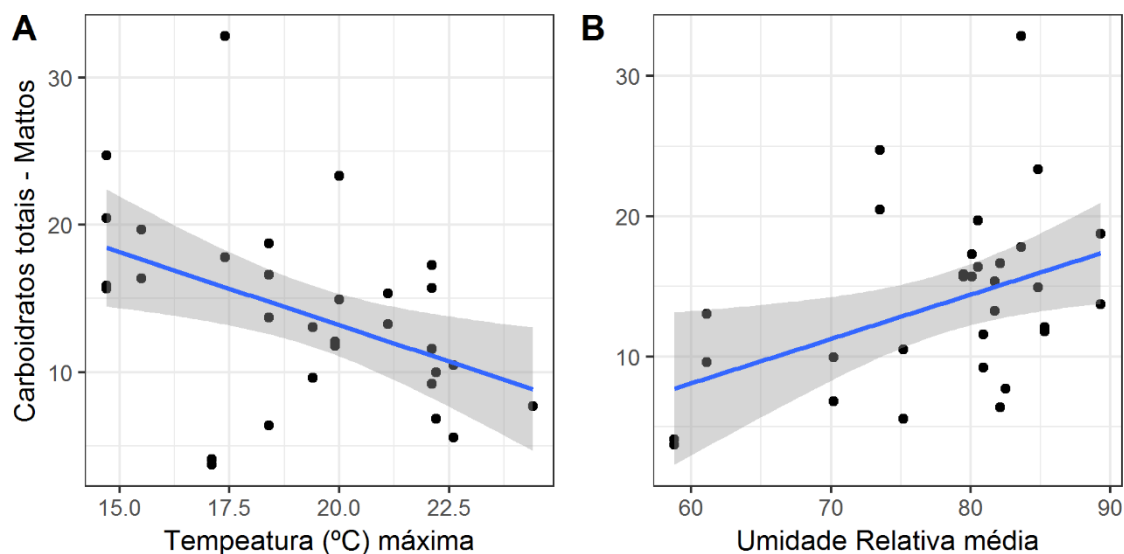 A
B
Carboidratos totais - Mattos
30
20
10
15.0 17.5 20.0 22.5
Tempeatura (ºC) máxima
30
20
10
60 70 80 90
Umidade Relativa média